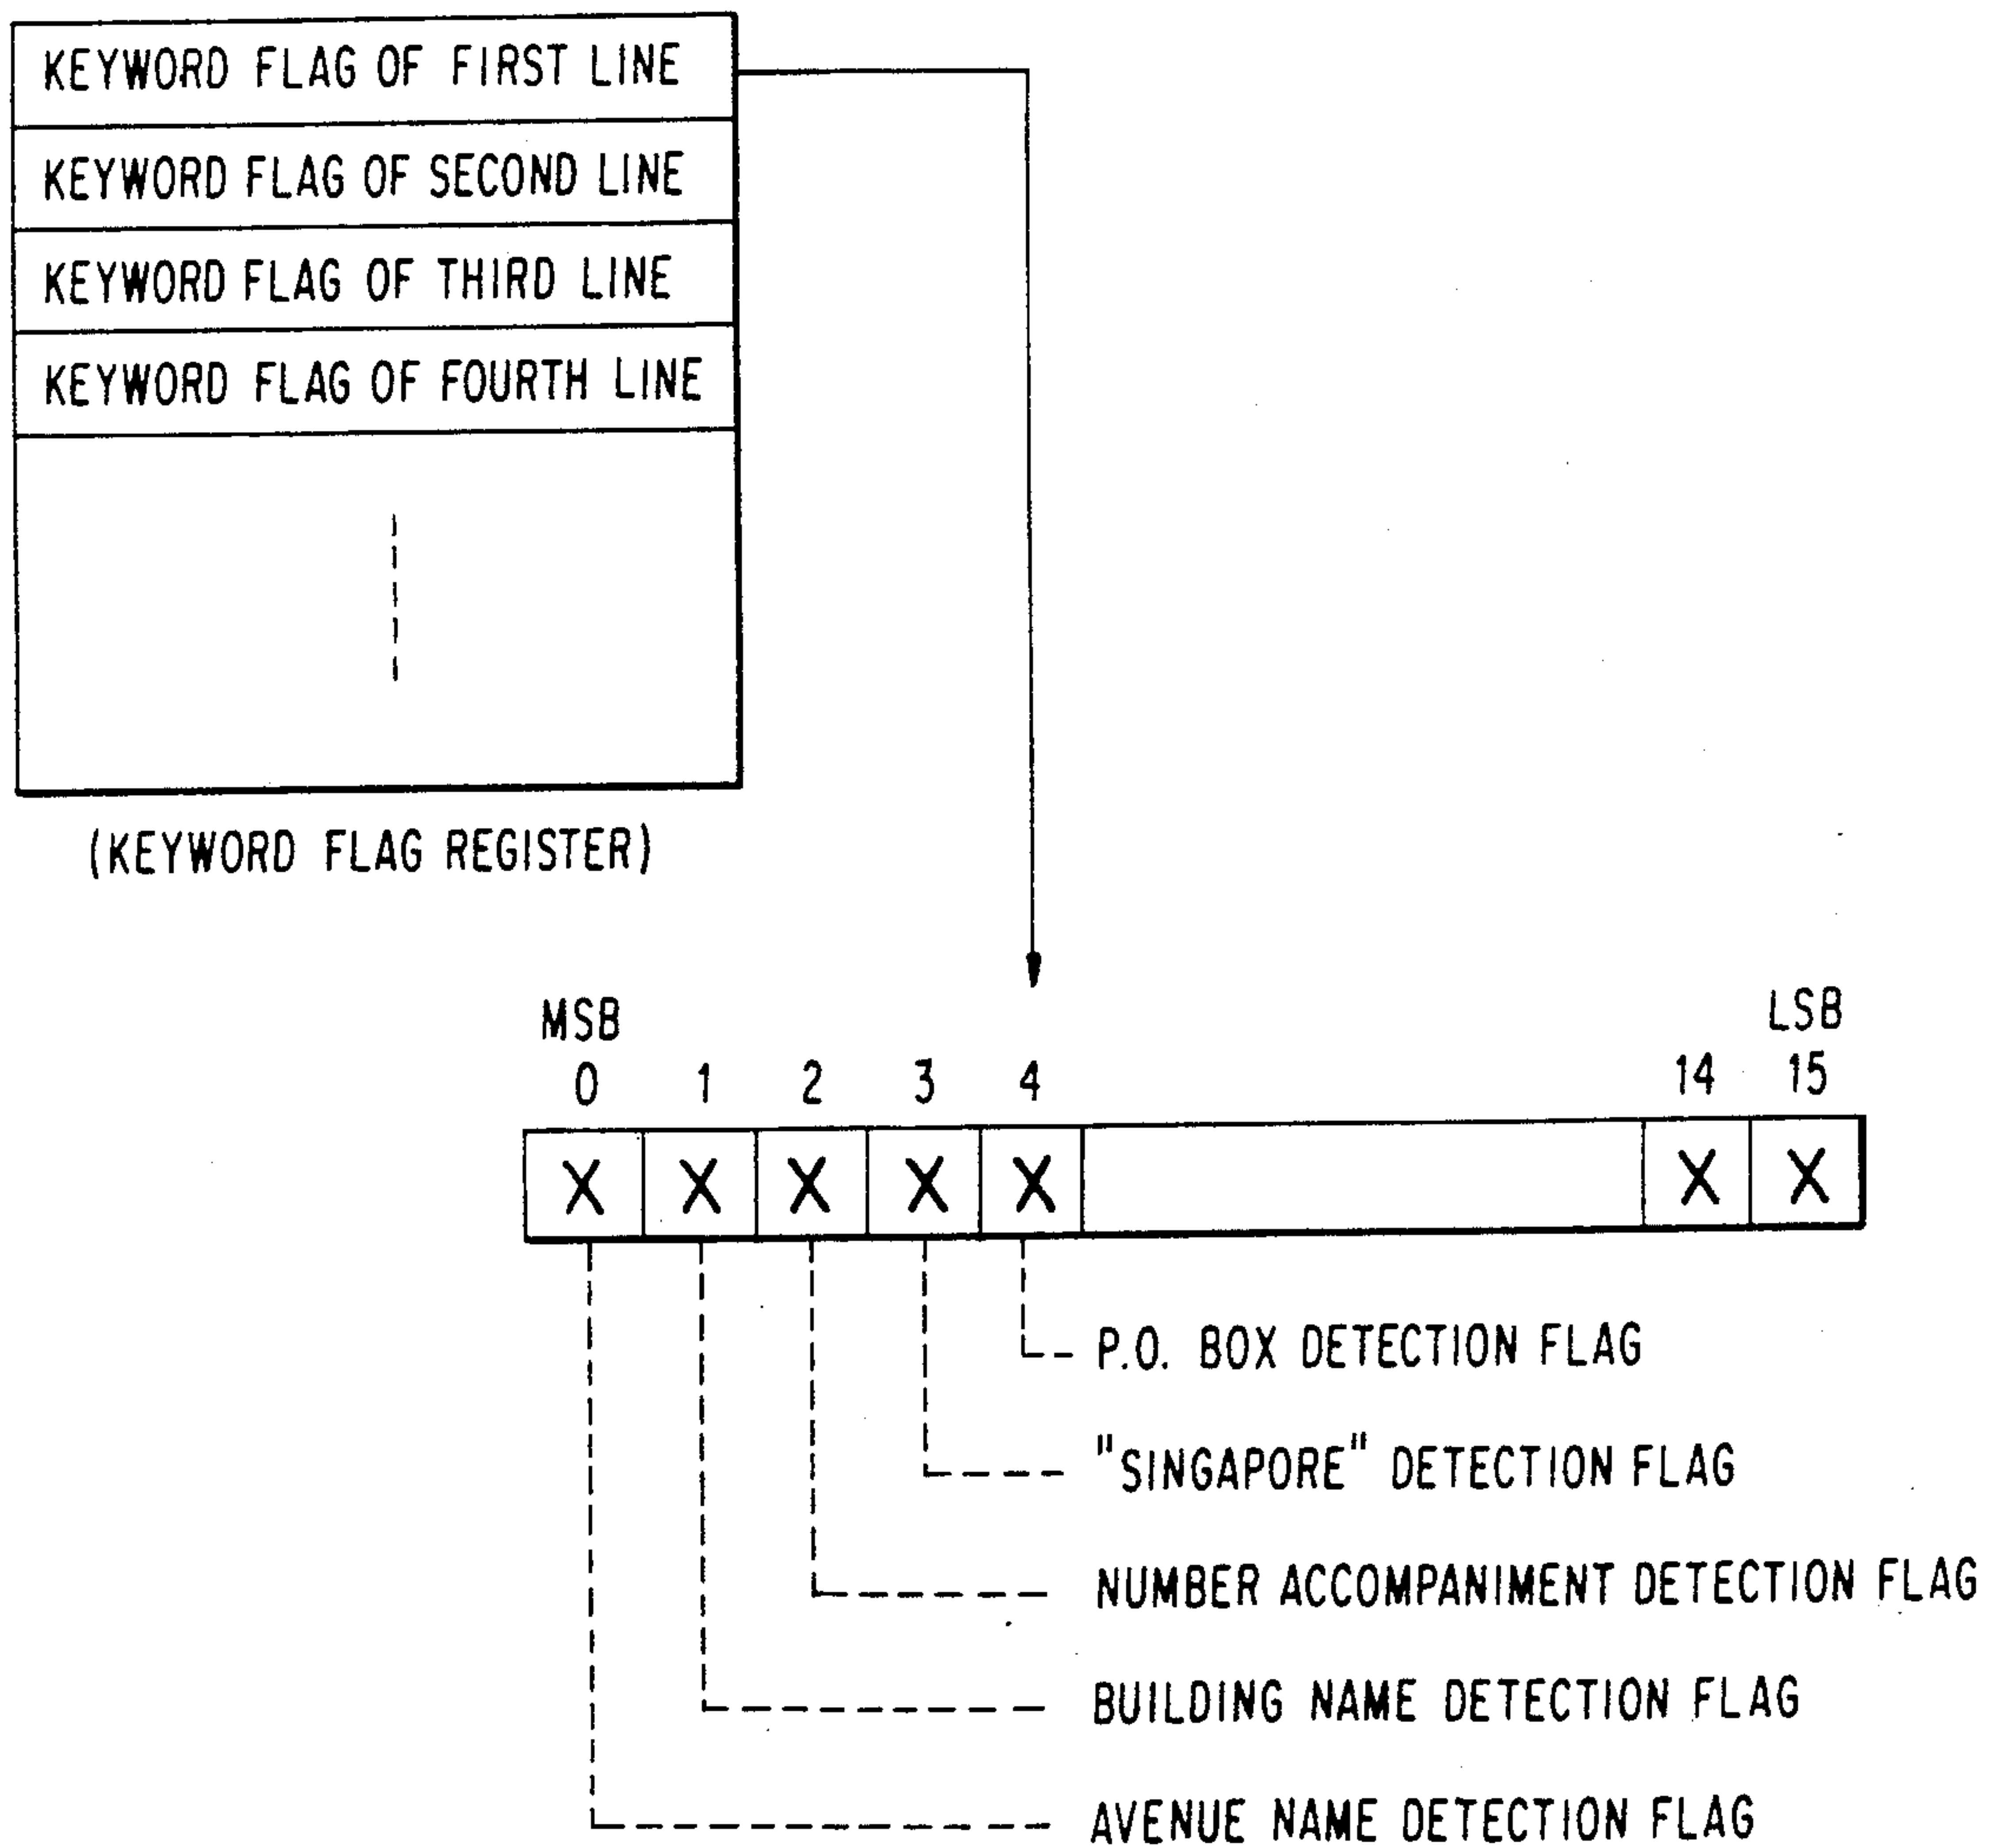 KEYWORD FLAG OF FIRST LINE
KEYWORD FLAG OF SECOND LINE
KEYWORD FLAG OF THIRD LINE
KEYWORD FLAG OF FOURTH LINE
(KEYWORD FLAG REGISTER)
MSB LSB
0 1 2 3 4 14 15
X X X X X X X
P.O. BOX DETECTION FLAG
"SINGAPORE" DETECTION FLAG
NUMBER ACCOMPANIMENT DETECTION FLAG
BUILDING NAME DETECTION FLAG
AVENUE NAME DETECTION FLAG